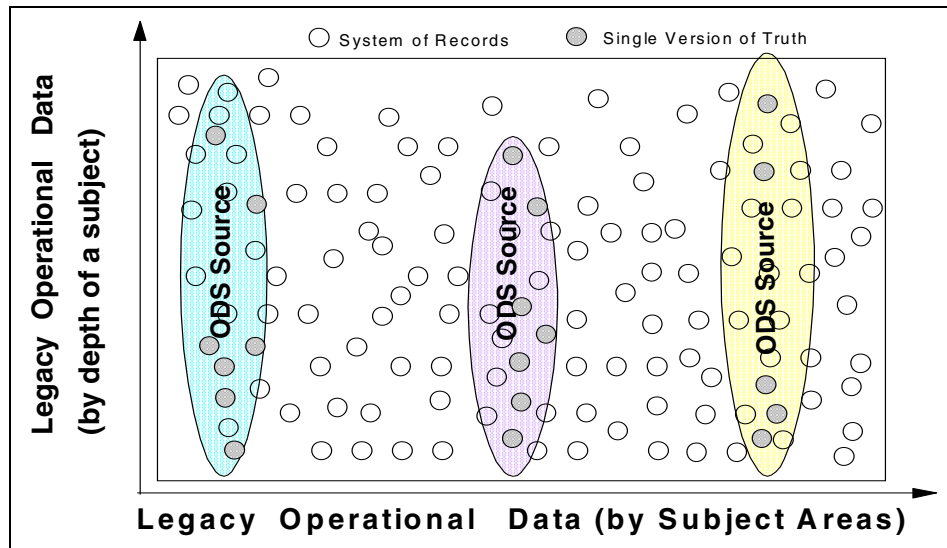 System of Records
Single Version of Truth
Legacy Operational Data
(by depth of a subject)
ODS Source
ODS Source
ODS Source
Legacy Operational Data (by Subject Areas)